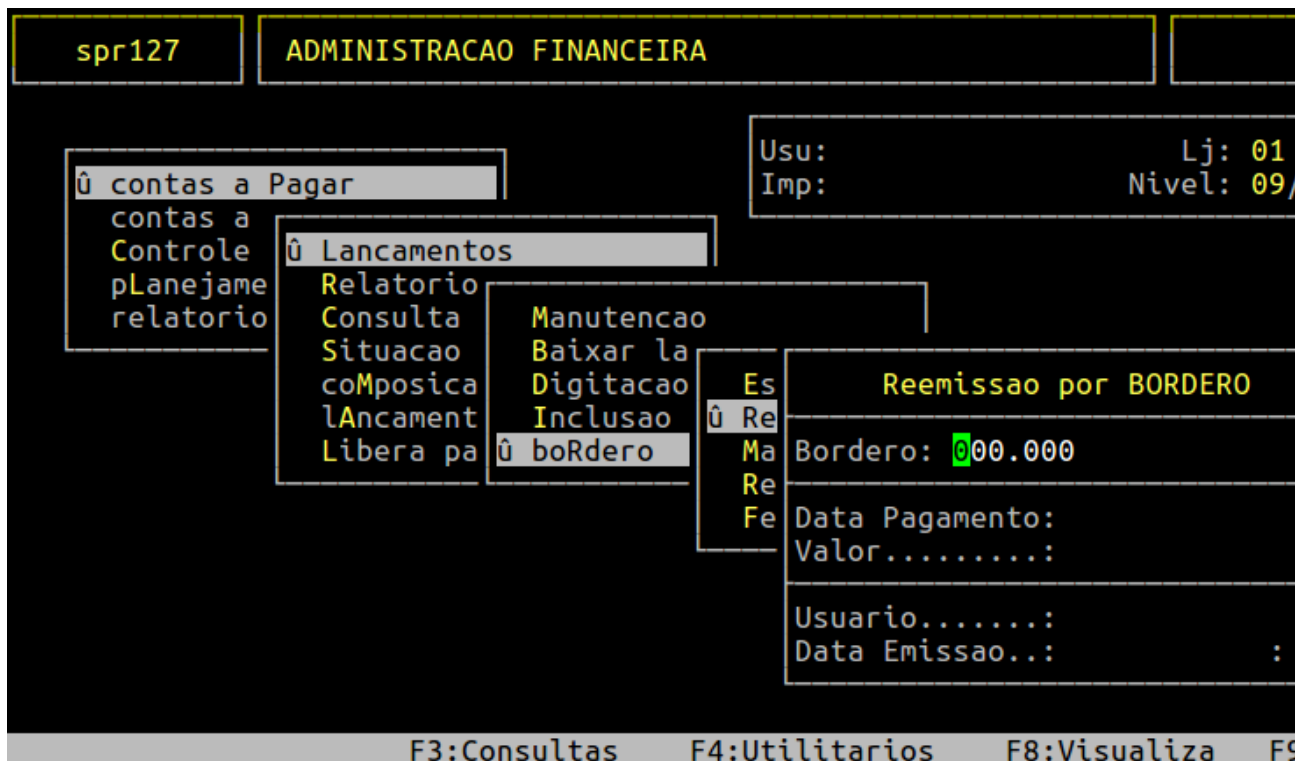 spr127 ADMINISTRACAO FINANCEIRA
Usu: Lj: 01
û contas a Pagar Imp: Nivel: 09/
contas a
Controle û Lancamentos
pLanejame Relatorio
relatorio Consulta Manutencao
Situacao Baixar la
coMposica Digitacao Es Reemissao por BORDERO
lAncament Inclusao û Re
Libera pa û boRdero Ma Bordero: 000.000
Re
Fe Data Pagamento:
Valor.........:
Usuario.......:
Data Emissao..: :
F3:Consultas F4:Utilitarios F8:Visualiza F9